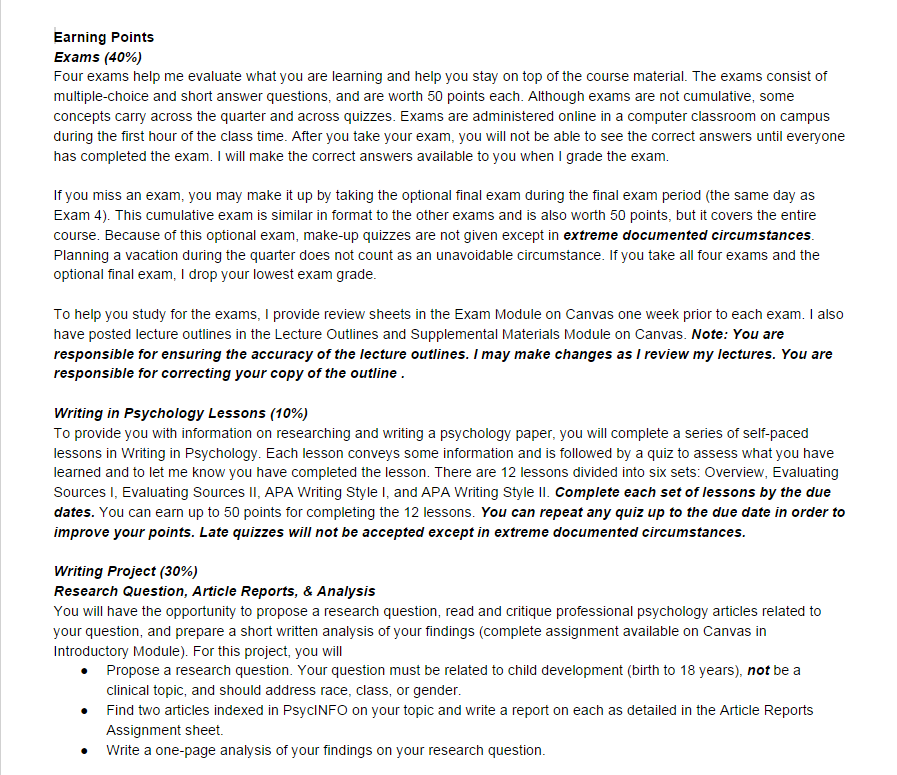 Earning Points
Exams (40%)
Four exams help me evaluate what you are learning and help you stay on top of the course material. The exams consist of
multiple-choice and short answer questions, and are worth 50 points each. Although exams are not cumulative, some
concepts carry across the quarter and across quizzes. Exams are administered online in a computer classroom on campus
during the first hour of the class time. After you take your exam, you will not be able to see the correct answers until everyone
has completed the exam. I will make the correct answers available to you when I grade the exam.
If you miss an exam, you may make it up by taking the optional final exam during the final exam period (the same day as
Exam 4). This cumulative exam is similar in format to the other exams and is also worth 50 points, but it covers the entire
course. Because of this optional exam, make-up quizzes are not given except in extreme documented circumstances.
Planning a vacation during the quarter does not count as an unavoidable circumstance. If you take all four exams and the
optional final exam, I drop your lowest exam grade.
To help you study for the exams, I provide review sheets in the Exam Module on Canvas one week prior to each exam. I also
have posted lecture outlines in the Lecture Outlines and Supplemental Materials Module on Canvas. Note: You are
responsible for ensuring the accuracy of the lecture outlines. I may make changes as I review my lectures. You are
responsible for correcting your copy of the outline .
Writing in Psychology Lessons (10%)
To provide you with information on researching and writing a psychology paper, you will complete a series of self-paced
lessons in Writing in Psychology. Each lesson conveys some information and is followed by a quiz to assess what you have
learned and to let me know you have completed the lesson. There are 12 lessons divided into six sets: Overview, Evaluating
Sources I, Evaluating Sources II, APA Writing Style I, and APA Writing Style II. Complete each set of lessons by the due
dates. You can earn up to 50 points for completing the 12 lessons. You can repeat any quiz up to the due date in order to
improve your points. Late quizzes will not be accepted except in extreme documented circumstances.
Writing Project (30%)
Research Question, Article Reports, & Analysis
You will have the opportunity to propose a research question, read and critique professional psychology articles related to
your question, and prepare a short written analysis of your findings (complete assignment available on Canvas in
Introductory Module). For this project, you will
● Propose a research question. Your question must be related to child development (birth to 18 years), not be a
clinical topic, and should address race, class, or gender.
● Find two articles indexed in PsycINFO on your topic and write a report on each as detailed in the Article Reports
Assignment sheet.
● Write a one-page analysis of your findings on your research question.